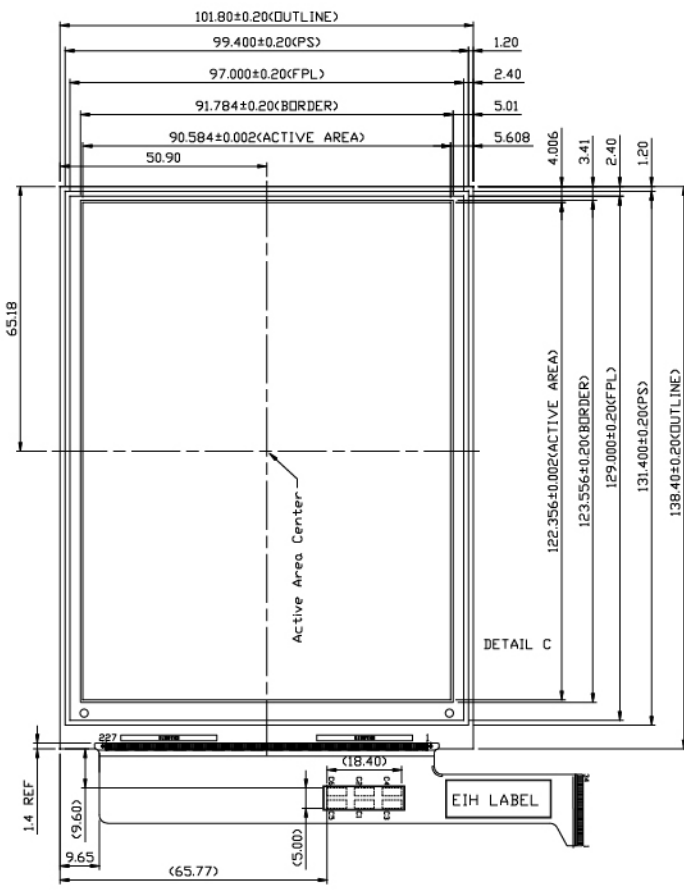 101.80±0.20(OUTLINE)
99.400±0.20(PS)
1.20
97.000±0.20(FPL)
2.40
91.784±0.20(BORDER)
5.01
90.584±0.002(ACTIVE AREA)
5.608
50.90
4.006
3.41
2.40
1.20
65.18
Active Area Center
122.356±0.002(ACTIVE AREA)
123.556±0.20(BORDER)
129.000±0.20(FPL)
131.400±0.20(PS)
138.40±0.20(OUTLINE)
DETAIL C
227
1
(18.40)
EIH LABEL
1.4 REF
(9.60)
(5.00)
9.65
(65.77)